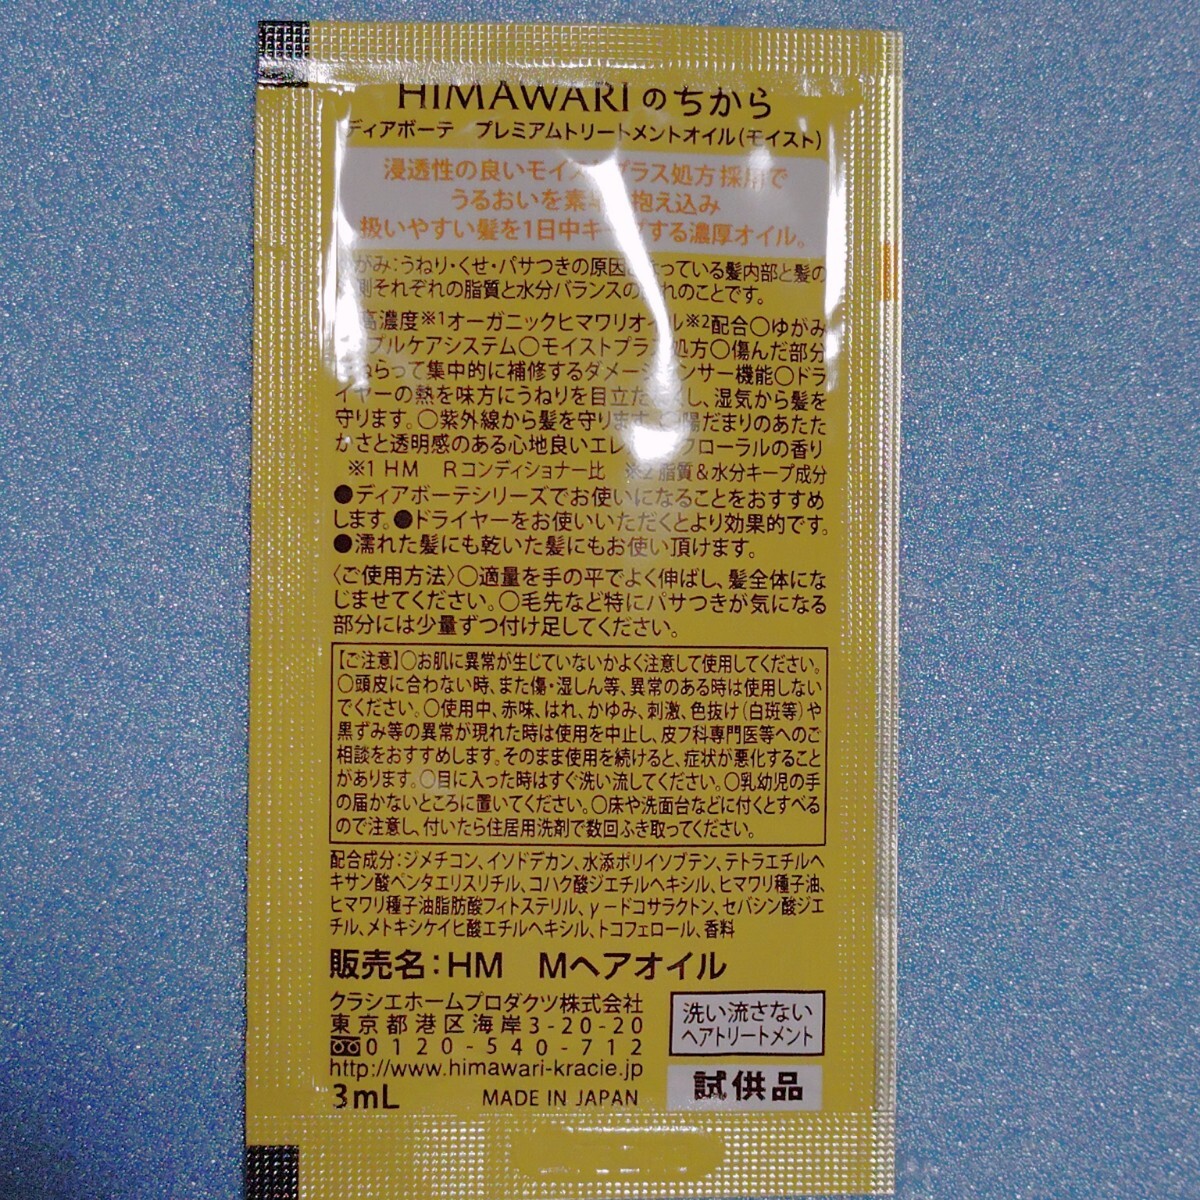 HIMAWARIのちから
ディアボーテ プレミアムトリートメントオイル(モイスト)
浸透性の良いモイストプラス処方採用で
うるおいを素早く抱え込み
扱いやすい髪を1日中キープする濃厚オイル。
がみ:うねり・くせ・パサつきの原因となっている髪内部と髪の
側それぞれの脂質と水分バランスの れのことです。
高濃度※1オーガニックヒマワリオイル※2配合○ゆがみ
ブルケアシステム○モイストプラス処方○傷んだ部分
ねらって集中的に補修するダメージセンサー機能○ドラ
イヤーの熱を味方にうねりを目立たなくし、湿気から髪を
守ります。○紫外線から髪を守ります。○陽だまりのあたた
かさと透明感のある心地良いエレガントフローラルの香り
※1 HM Rコンディショナー比 ※2 脂質&水分キープ成分
●ディアボーテシリーズでお使いになることをおすすめ
します。●ドライヤーをお使いいただくとより効果的です。
●濡れた髪にも乾いた髪にもお使い頂けます。
〈ご使用方法〉○適量を手の平でよく伸ばし、髪全体にな
じませてください。○毛先など特にパサつきが気になる
部分には少量ずつ付け足してください。
【ご注意】○お肌に異常が生じていないかよく注意して使用してください。
○頭皮に合わない時、また傷・湿しん等、異常のある時は使用しない
でください。○使用中、赤味、はれ、かゆみ、刺激、色抜け(白斑等)や
黒ずみ等の異常が現れた時は使用を中止し、皮フ科専門医等へのご
相談をおすすめします。そのまま使用を続けると、症状が悪化すること
があります。○目に入った時はすぐ洗い流してください。○乳幼児の手
の届かないところに置いてください。○床や洗面台などに付くとすべる
ので注意し、付いたら住居用洗剤で数回ふき取ってください。
配合成分:ジメチコン、イソドデカン、水添ポリイソブテン、テトラエチルヘ
キサン酸ペンタエリスリチル、コハク酸ジエチルヘキシル、ヒマワリ種子油、
ヒマワリ種子油脂肪酸フィトステリル、γードコサラクトン、セバシン酸ジエ
チル、メトキシケイヒ酸エチルヘキシル、トコフェロール、香料
販売名:HM Mヘアオイル
クラシエホームプロダクツ株式会社
東京都港区海岸3-20-20
0120-540-712
http://www.himawari-kracie.jp
3mL MADE IN JAPAN
洗い流さない
ヘアトリートメント
試供品